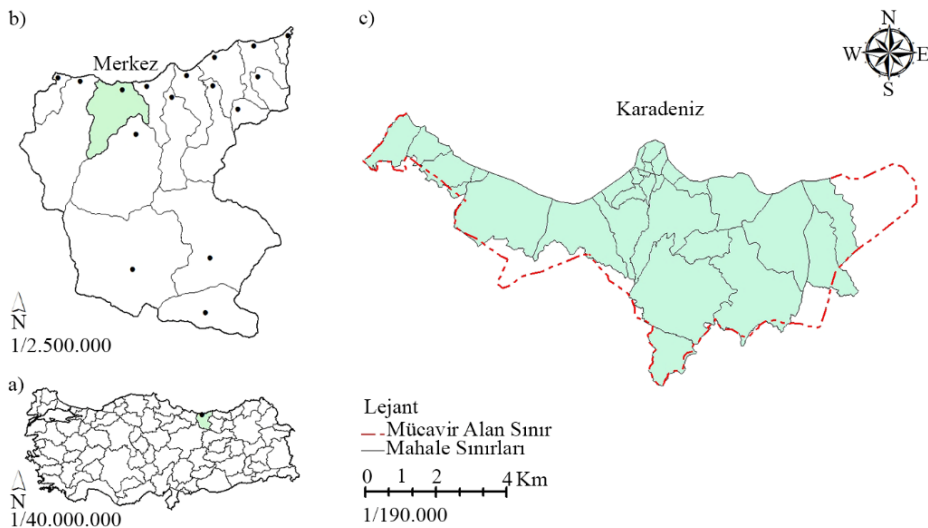 b)
Merkez
N
1/2.500.000
a)
N
1/40.000.000
c)
N
W E
S
Karadeniz
Lejant
Mücavir Alan Sınır
Mahale Sınırları
0 1 2 4 Km
1/190.000